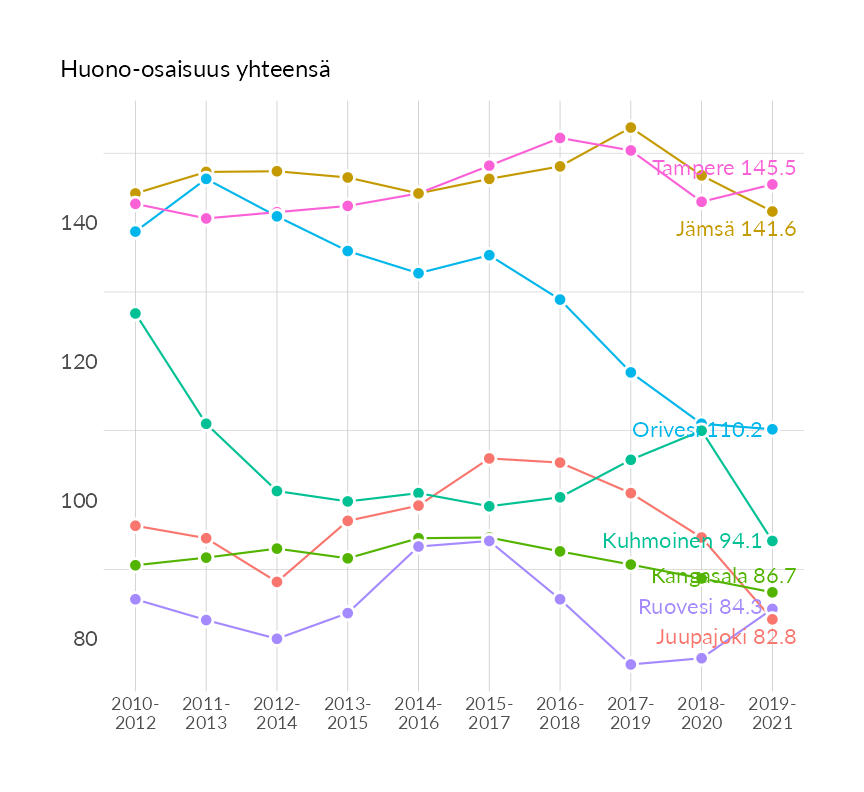 Huono-osaisuus yhteensä
Tampere 145.5
140
Jämsä 141.6
120
Orivesi 110.2
100
Kuhmoinen 94.1
Kangasala 86.7
Ruovesi 84.3
80
Juupajoki 82.8
2010- 2011- 2012- 2013- 2014- 2015- 2016- 2017- 2018- 2019-
2012 2013 2014 2015 2016 2017 2018 2019 2020 2021